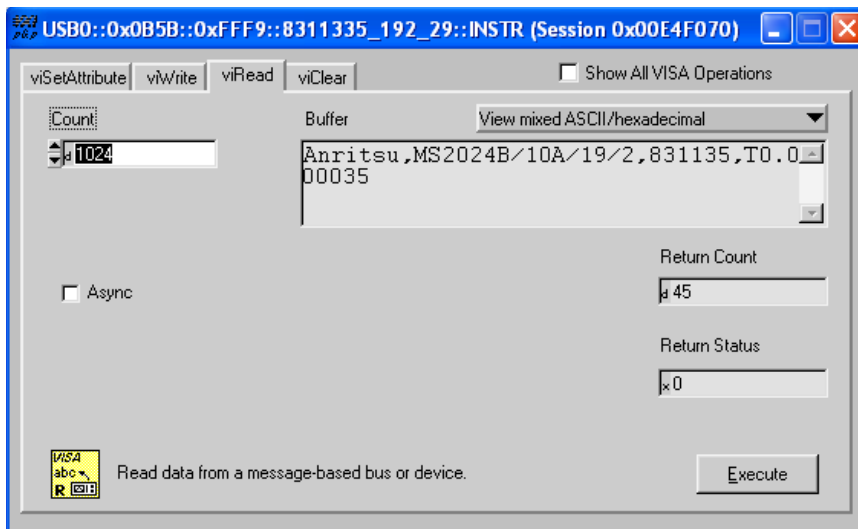 USB0::0x0B5B::0xFFF9::8311335_192_29::INSTR (Session 0x00E4F070)
viSetAttribute viWrite viRead viClear Show All VISA Operations
Count Buffer View mixed ASCII/hexadecimal
d 1024
Anritsu,MS2024B/10A/19/2,831135,T0.0
00035
Return Count
Async d 45
Return Status
x 0
VISA
abc
R
Read data from a message-based bus or device.
Execute